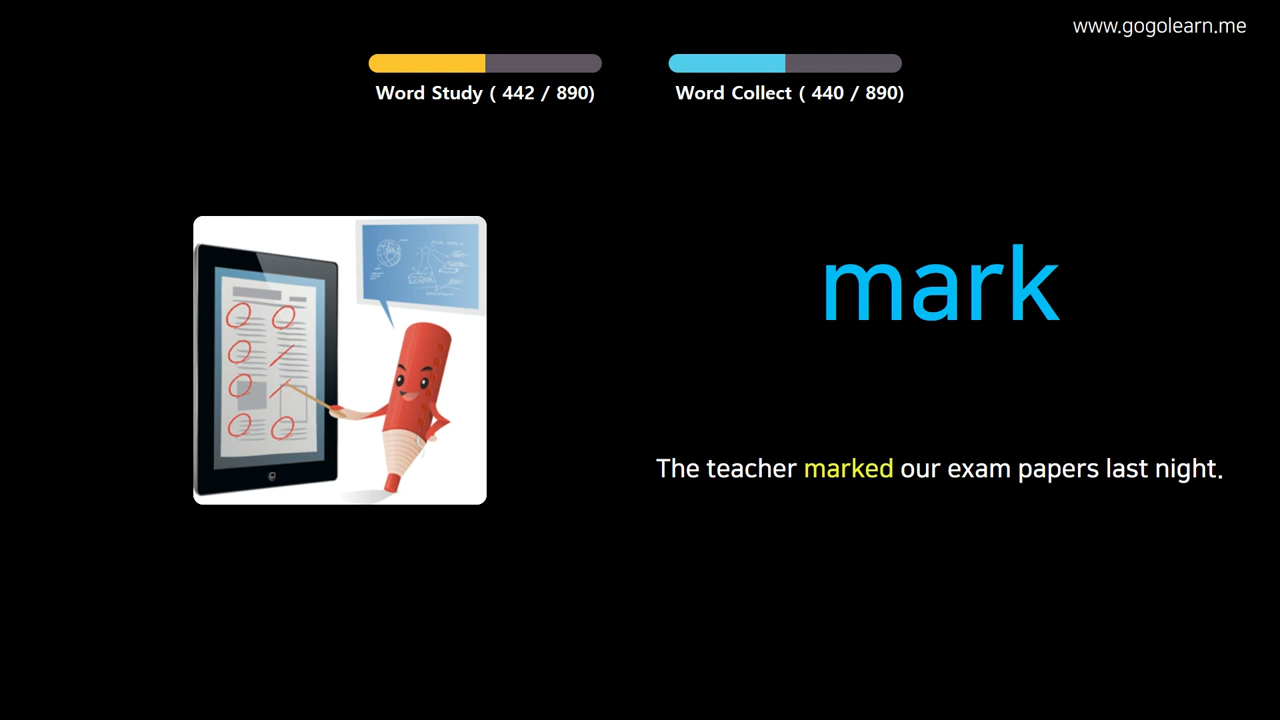 www.gogolearn.me
Word Study ( 442 / 890)
Word Collect ( 440 / 890)
mark
The teacher marked our exam papers last night.